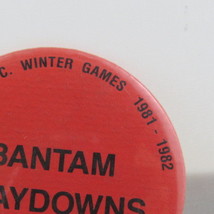 C. WINTER GAMES 1981 - 1982
BANTAM
AYDOWNS